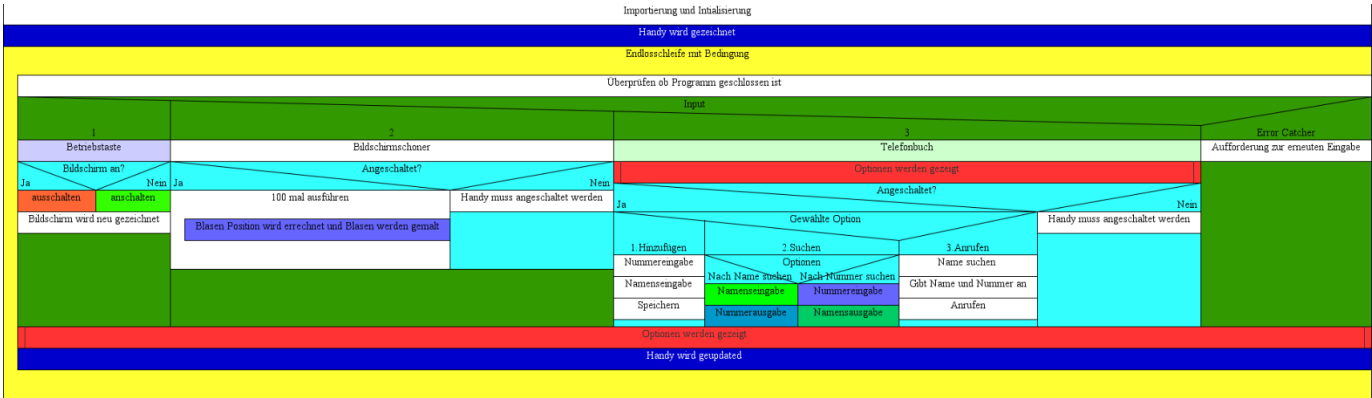 Importierung und Intialisierung
Handy wird gezeichnet
Endlosschleife mit Bedingung
Überprüfen ob Programm geschlossen ist
Input
1 2 3 Error Catcher
Betriebstaste Bildschirmschoner Telefonbuch Aufforderung zur erneuten Eingabe
Bildschirm an? Angeschaltet? Optionen werden gezeigt
Ja Nein Ja Nein
Angeschaltet?
ausschalten anschalten 100 mal ausführen Handy muss angeschaltet werden
Ja Nein
Bildschirm wird neu gezeichnet Gewählte Option Handy muss angeschaltet werden
Blasen Position wird errechnet und Blasen werden gemalt
1.Hinzufügen 2.Suchen 3.Anrufen
Nummereingabe Optionen Name suchen
Nach Name suchen Nach Nummer suchen
Namenseingabe Namenseingabe Nummereingabe Gibt Name und Nummer an
Speichern Nummerausgabe Namensausgabe Anrufen
Optionen werden gezeigt
Handy wird geupdated